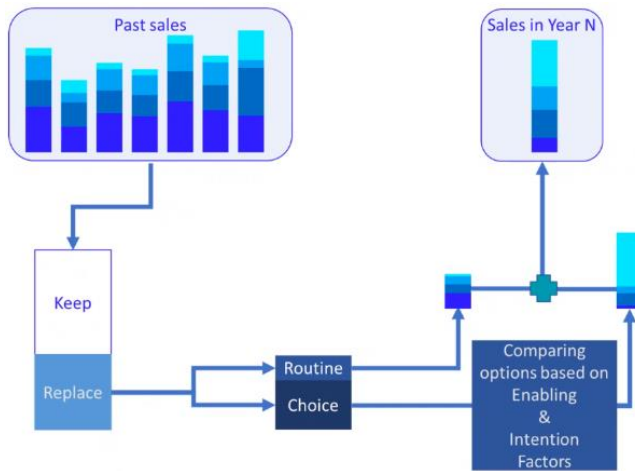 Past sales
Sales in Year N
Keep
Replace
Routine
Choice
Comparing
options based on
Enabling
&
Intention
Factors